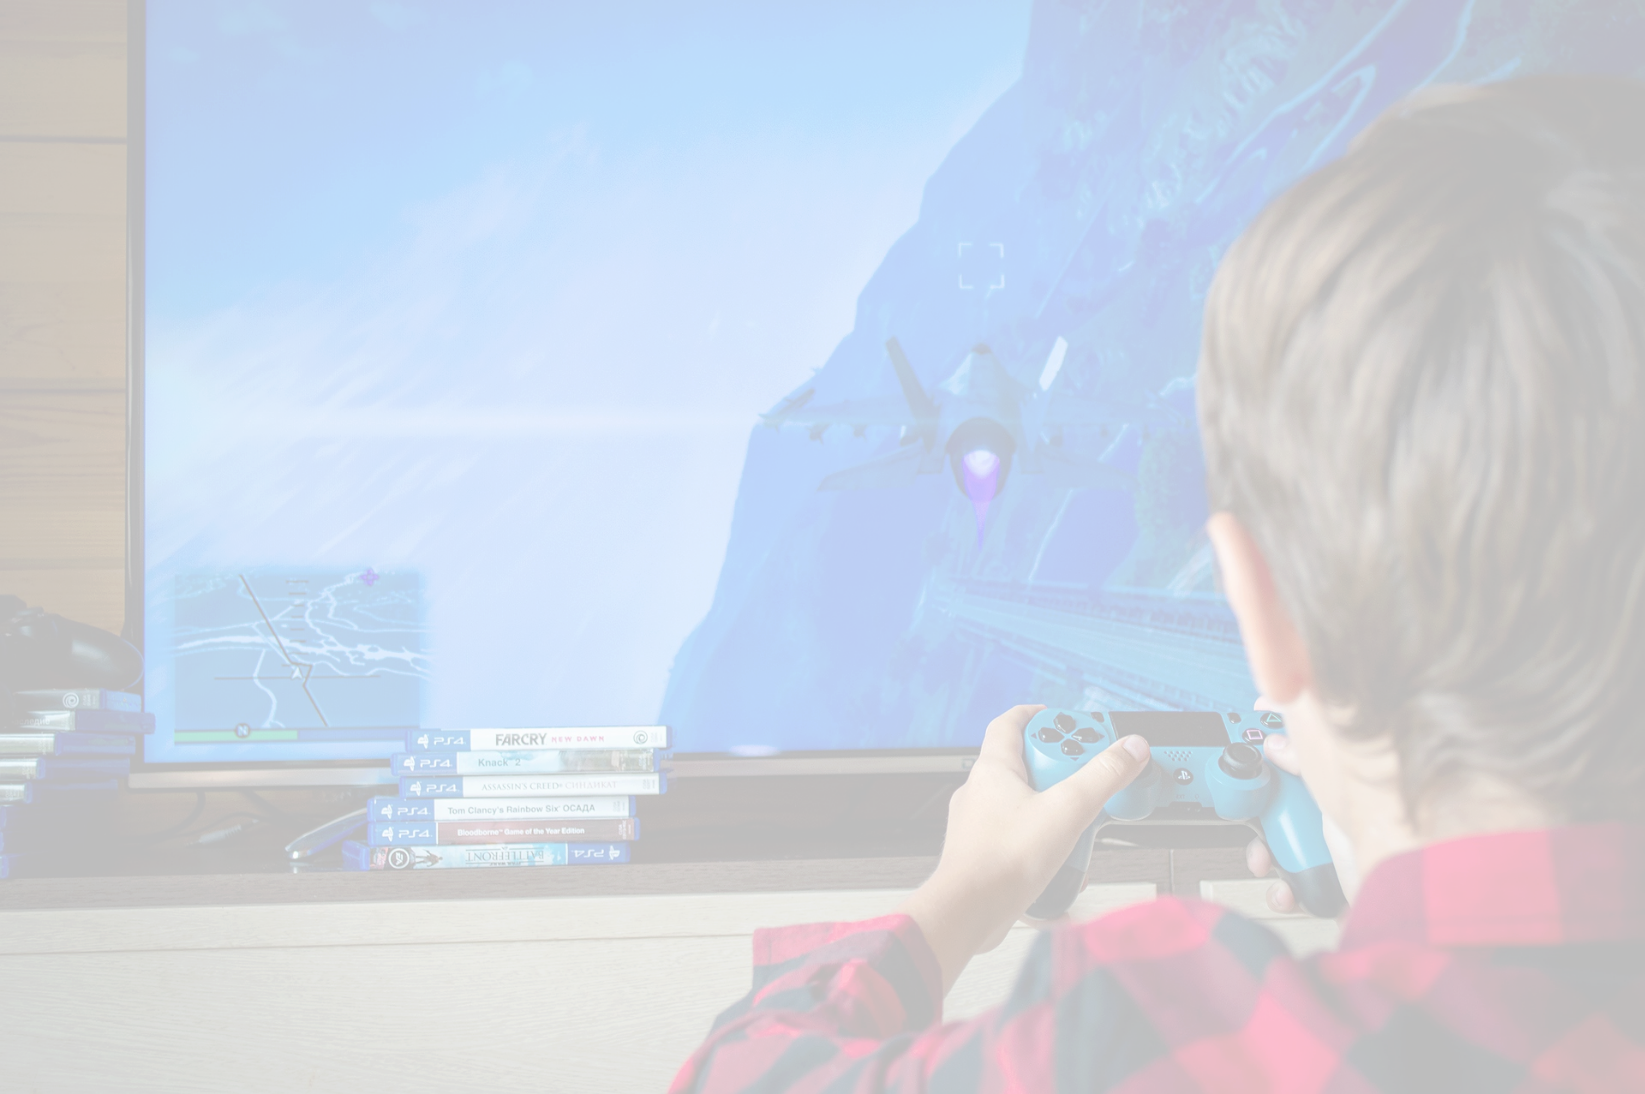 N
PS4 FARCRY NEW DAWN
PS4 Knack 2
PS4 ASSASSIN'S CREED СИНДИКАТ
PS4 Tom Clancy's Rainbow Six ОСАДА
PS4 Bloodborne Game of the Year Edition
BATTLEFRONT PS4